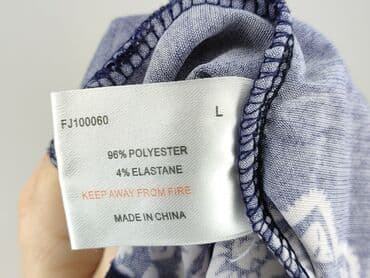 FJ100060 L
96% POLYESTER
4% ELASTANE
KEEP AWAY FROM FIRE
MADE IN CHINA